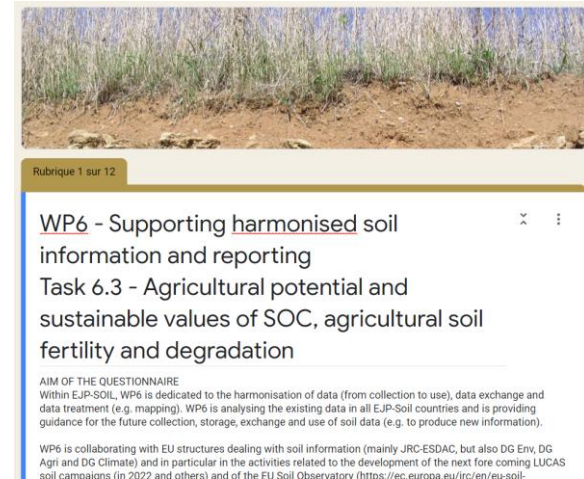 Rubrique 1 sur 12
WP6 - Supporting harmonised soil
information and reporting
Task 6.3 - Agricultural potential and
sustainable values of SOC, agricultural soil
fertility and degradation
AIM OF THE QUESTIONNAIRE
Within EJP-SOIL, WP6 is dedicated to the harmonisation of data (from collection to use), data exchange and
data treatment (e.g. mapping). WP6 is analysing the existing data in all EJP-Soil countries and is providing
guidance for the future collection, storage, exchange and use of soil data (e.g. to produce new information).
WP6 is collaborating with EU structures dealing with soil information (mainly JRC-ESDAC, but also DG Env, DG
Agri and DG Climate) and in particular in the activities related to the development of the next fore coming LUCAS
soil campaigns (in 2022 and others) and of the EU Soil Observatory (https://ec.europa.eu/jrc/en/eu-soil-